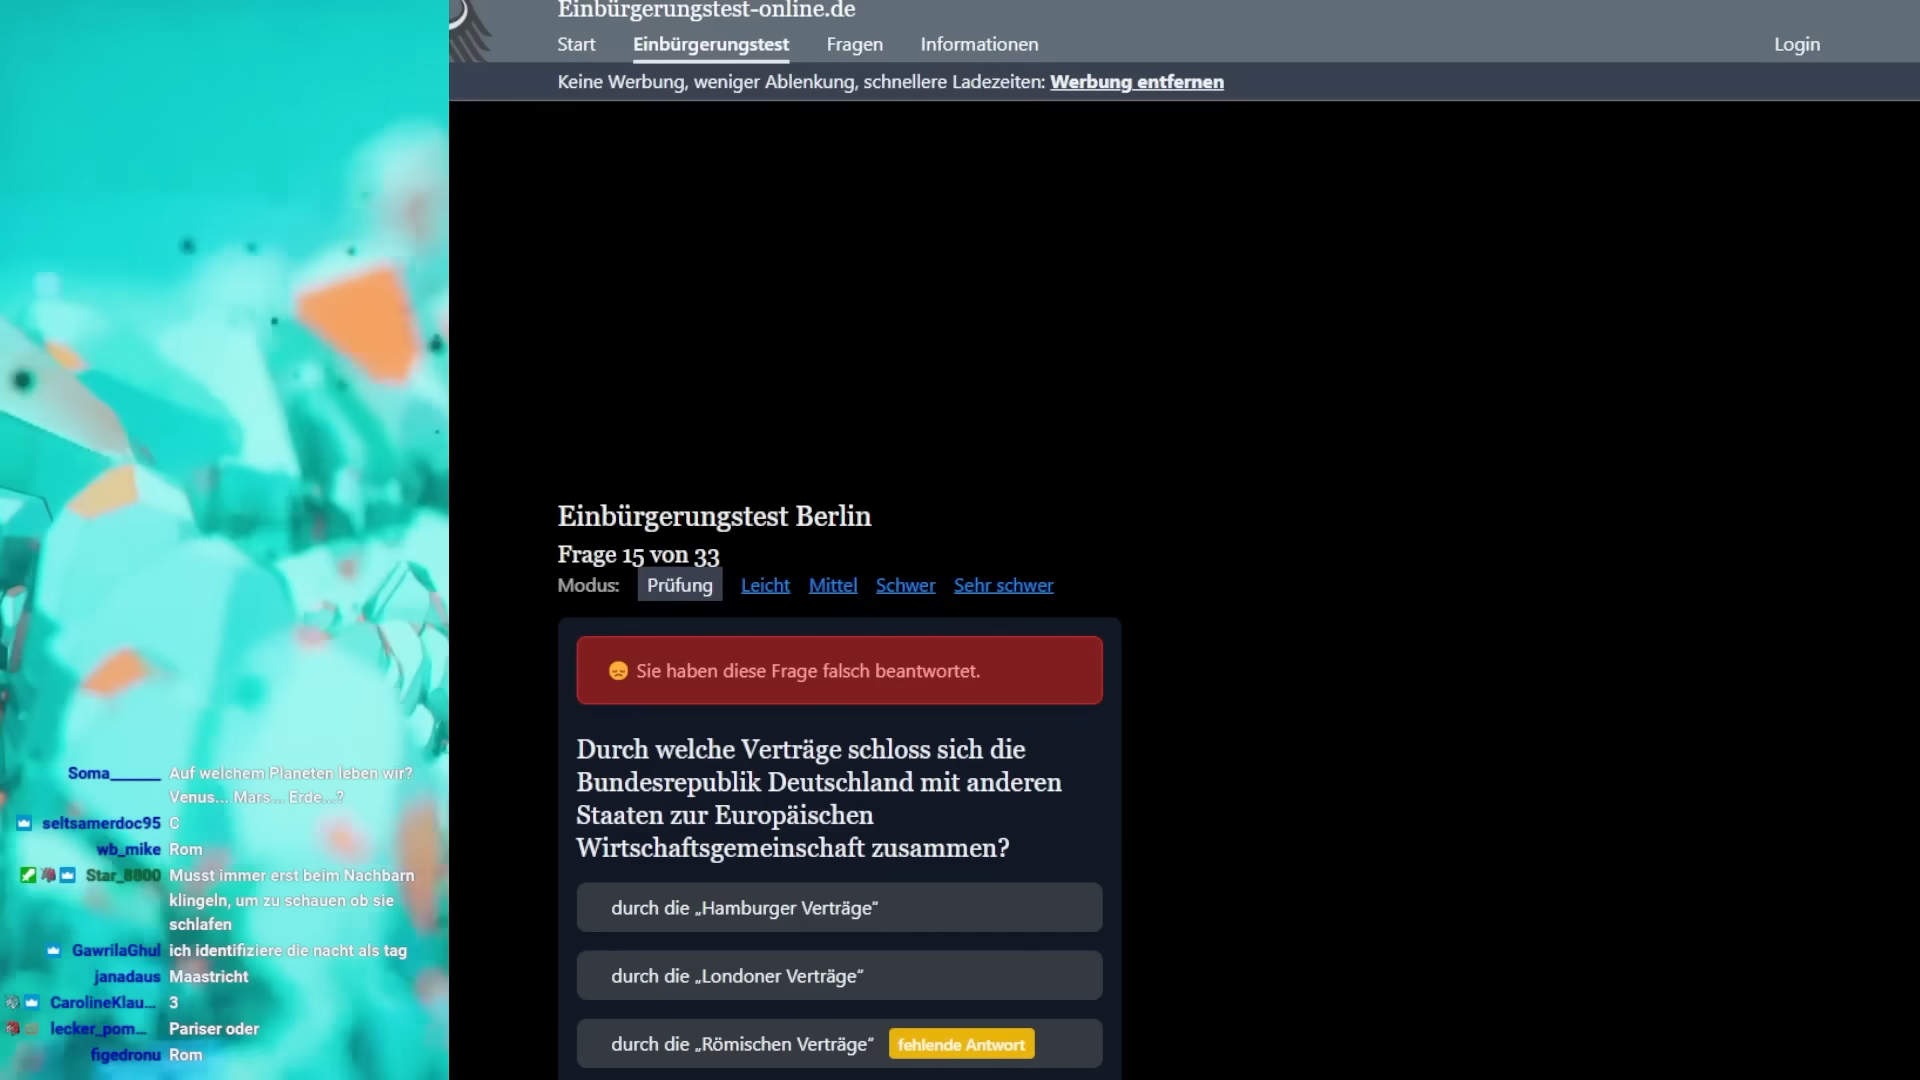 Einbürgerungstest-online.de
Start Einbürgerungstest Fragen Informationen Login
Keine Werbung, weniger Ablenkung, schnellere Ladezeiten: Werbung entfernen
Einbürgerungstest Berlin
Frage 15 von 33
Modus: Prüfung Leicht Mittel Schwer Sehr schwer
Sie haben diese Frage falsch beantwortet.
Durch welche Verträge schloss sich die
Bundesrepublik Deutschland mit anderen
Staaten zur Europäischen
Wirtschaftsgemeinschaft zusammen?
durch die „Hamburger Verträge“
durch die „Londoner Verträge“
durch die „Römischen Verträge“ fehlende Antwort
Soma______ Auf welchem Planeten leben wir?
Venus... Mars... Erde...?
seltsamerdoc95 C
wb_mike Rom
Star_8800 Musst immer erst beim Nachbarn
klingeln, um zu schauen ob sie
schlafen
GawrilaGhul ich identifiziere die nacht als tag
janadaus Maastricht
CarolineKlau... 3
lecker_pom... Pariser oder
figedronu Rom